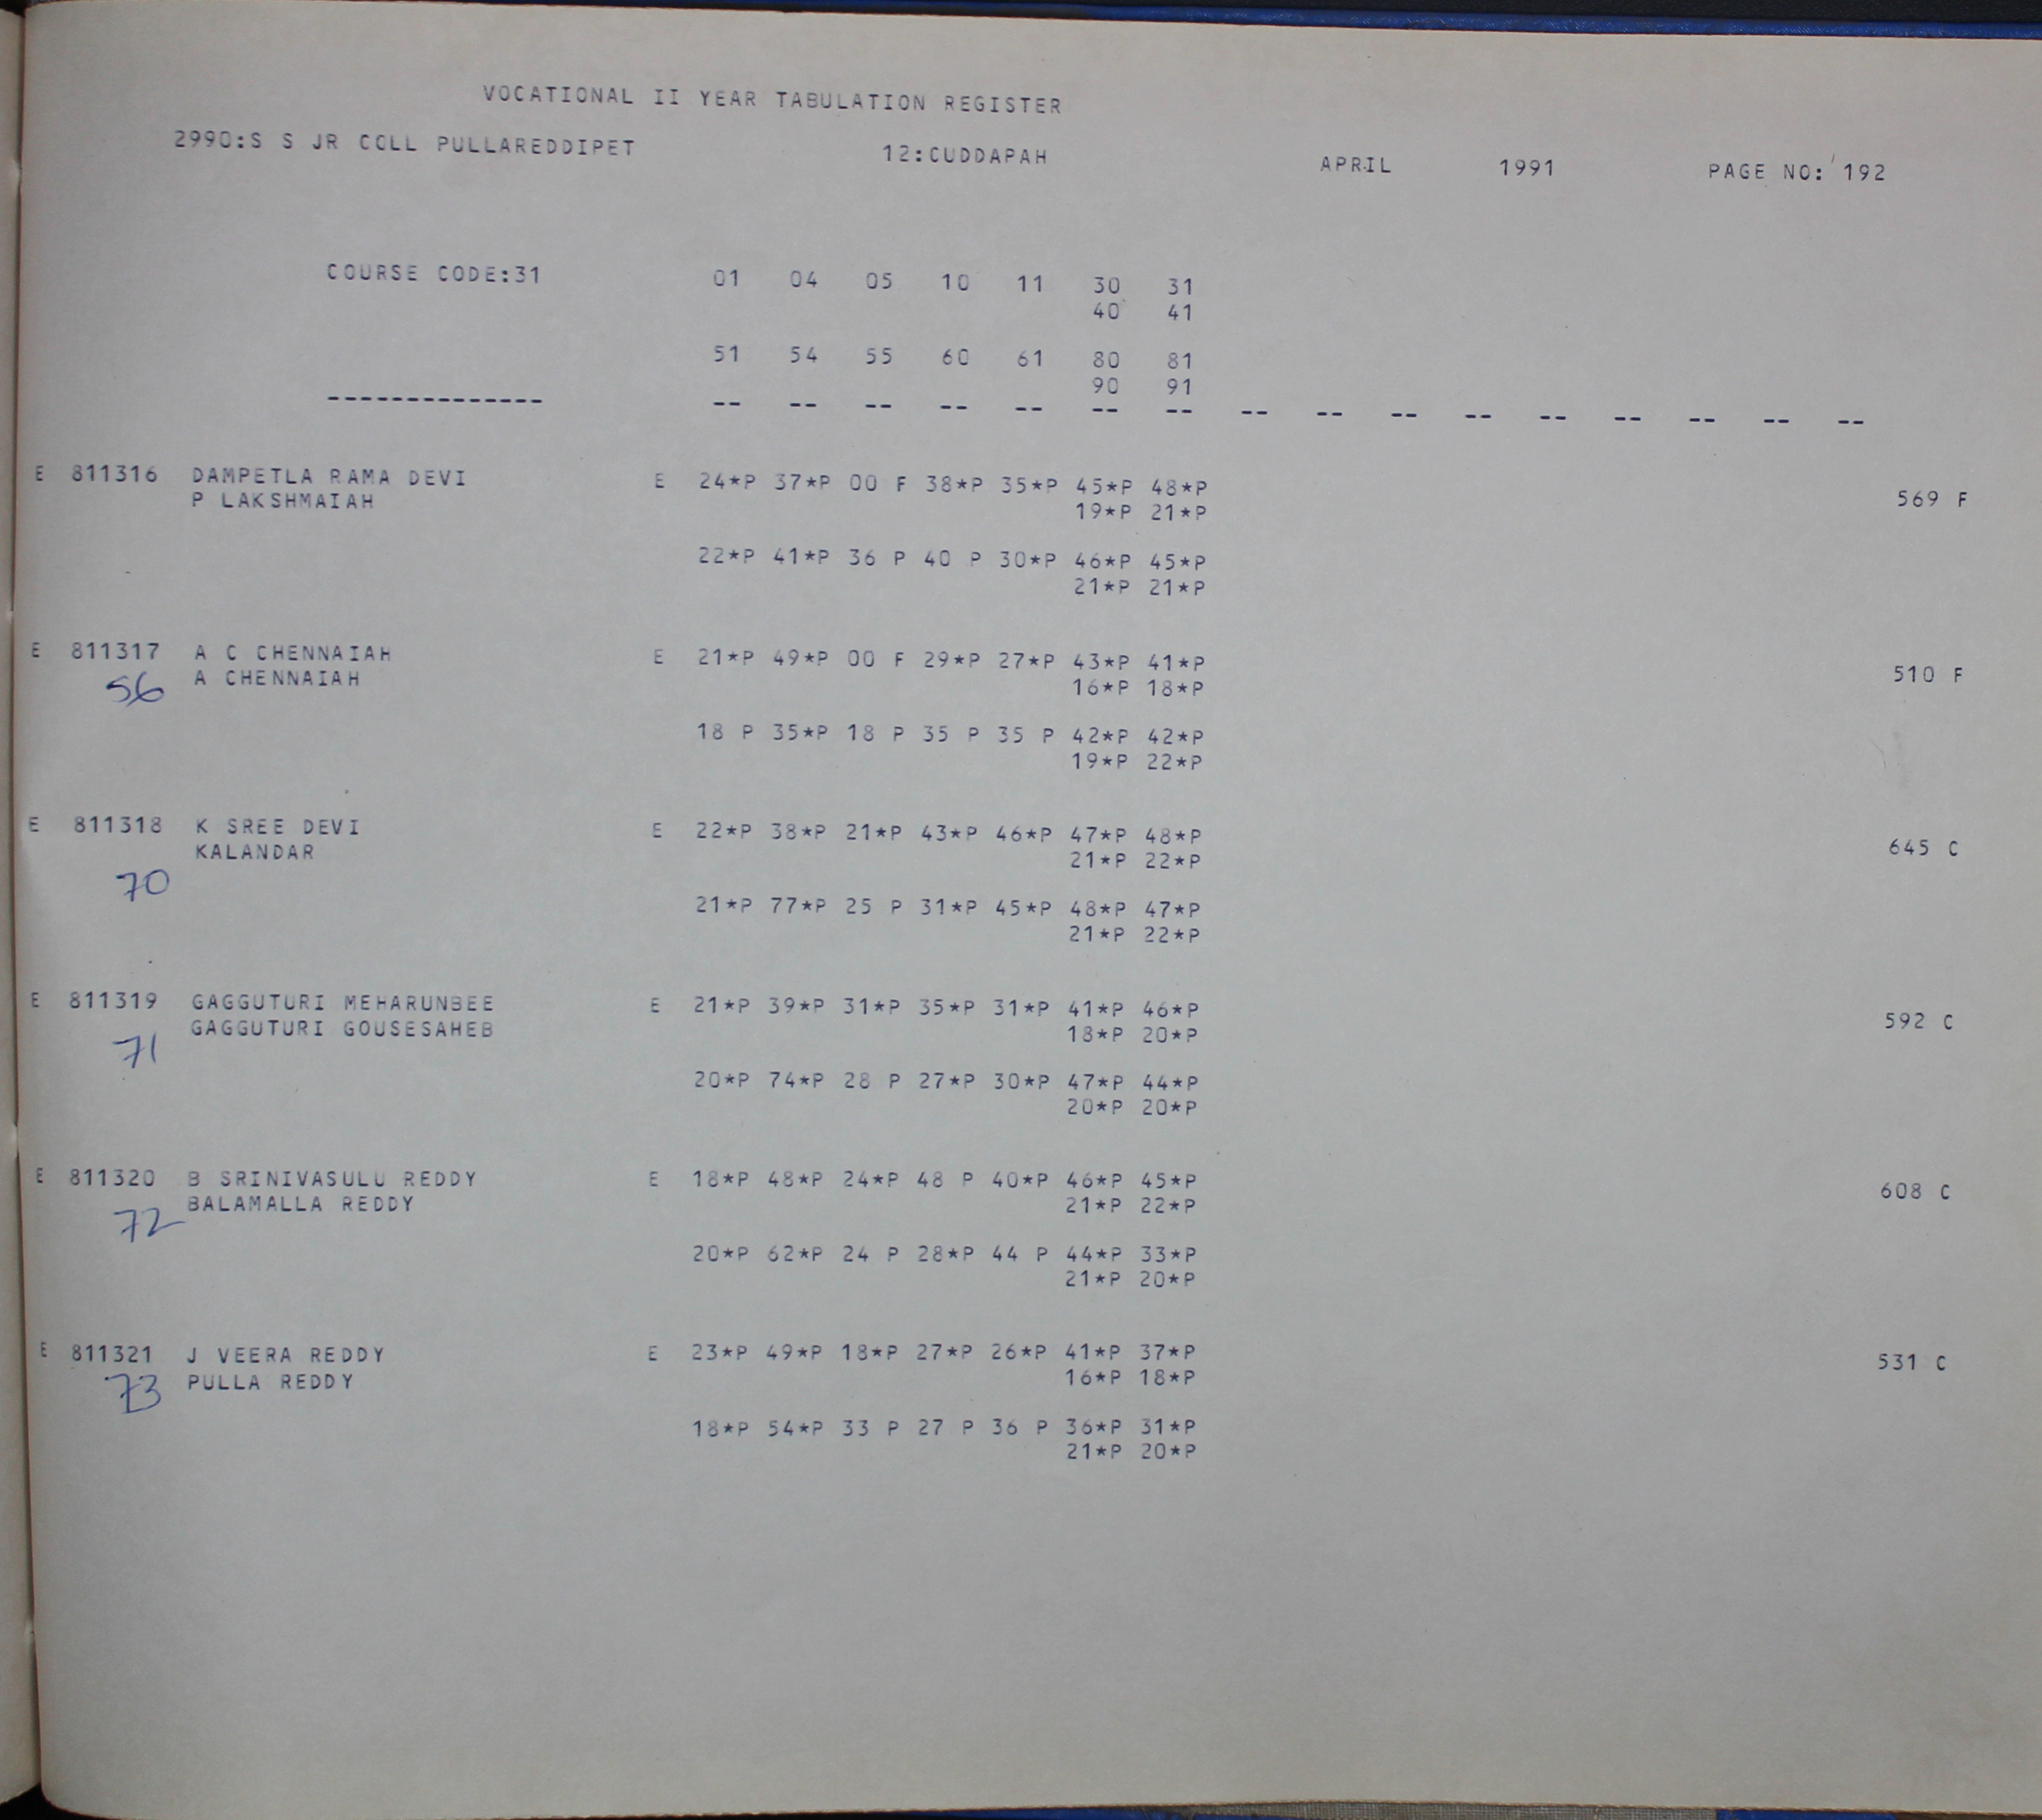 VOCATIONAL II YEAR TABULATION REGISTER
2990:S S JR COLL PULLAREDDIPET 12:CUDDAPAH APRIL 1991 PAGE NO: 192
COURSE CODE:31 01 04 05 10 11 30 31
40 41
51 54 55 60 61 80 81
90 91
-------------- -- -- -- -- -- -- -- -- -- -- -- -- -- -- -- --
E 811316 DAMPETLA RAMA DEVI E 24*P 37*P 00 F 38*P 35*P 45*P 48*P 569 F
P LAKSHMAIAH 19*P 21*P
22*P 41*P 36 P 40 P 30*P 46*P 45*P
21*P 21*P
E 811317 A C CHENNAIAH E 21*P 49*P 00 F 29*P 27*P 43*P 41*P 510 F
56 A CHENNAIAH 16*P 18*P
18 P 35*P 18 P 35 P 35 P 42*P 42*P
19*P 22*P
E 811318 K SREE DEVI E 22*P 38*P 21*P 43*P 46*P 47*P 48*P 645 C
KALANDAR 21*P 22*P
70
21*P 77*P 25 P 31*P 45*P 48*P 47*P
21*P 22*P
E 811319 GAGGUTURI MEHARUNBEE E 21*P 39*P 31*P 35*P 31*P 41*P 46*P 592 C
GAGGUTURI GOUSESAHEB 18*P 20*P
71
20*P 74*P 28 P 27*P 30*P 47*P 44*P
20*P 20*P
E 811320 B SRINIVASULU REDDY E 18*P 48*P 24*P 48 P 40*P 46*P 45*P 608 C
72 BALAMALLA REDDY 21*P 22*P
20*P 62*P 24 P 28*P 44 P 44*P 33*P
21*P 20*P
E 811321 J VEERA REDDY E 23*P 49*P 18*P 27*P 26*P 41*P 37*P 531 C
73 PULLA REDDY 16*P 18*P
18*P 54*P 33 P 27 P 36 P 36*P 31*P
21*P 20*P